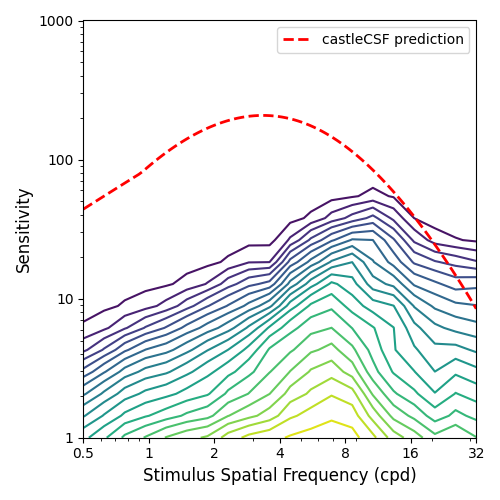 1000
castleCSF prediction
100
Sensitivity
10
1
0.5 1 2 4 8 16 32
Stimulus Spatial Frequency (cpd)